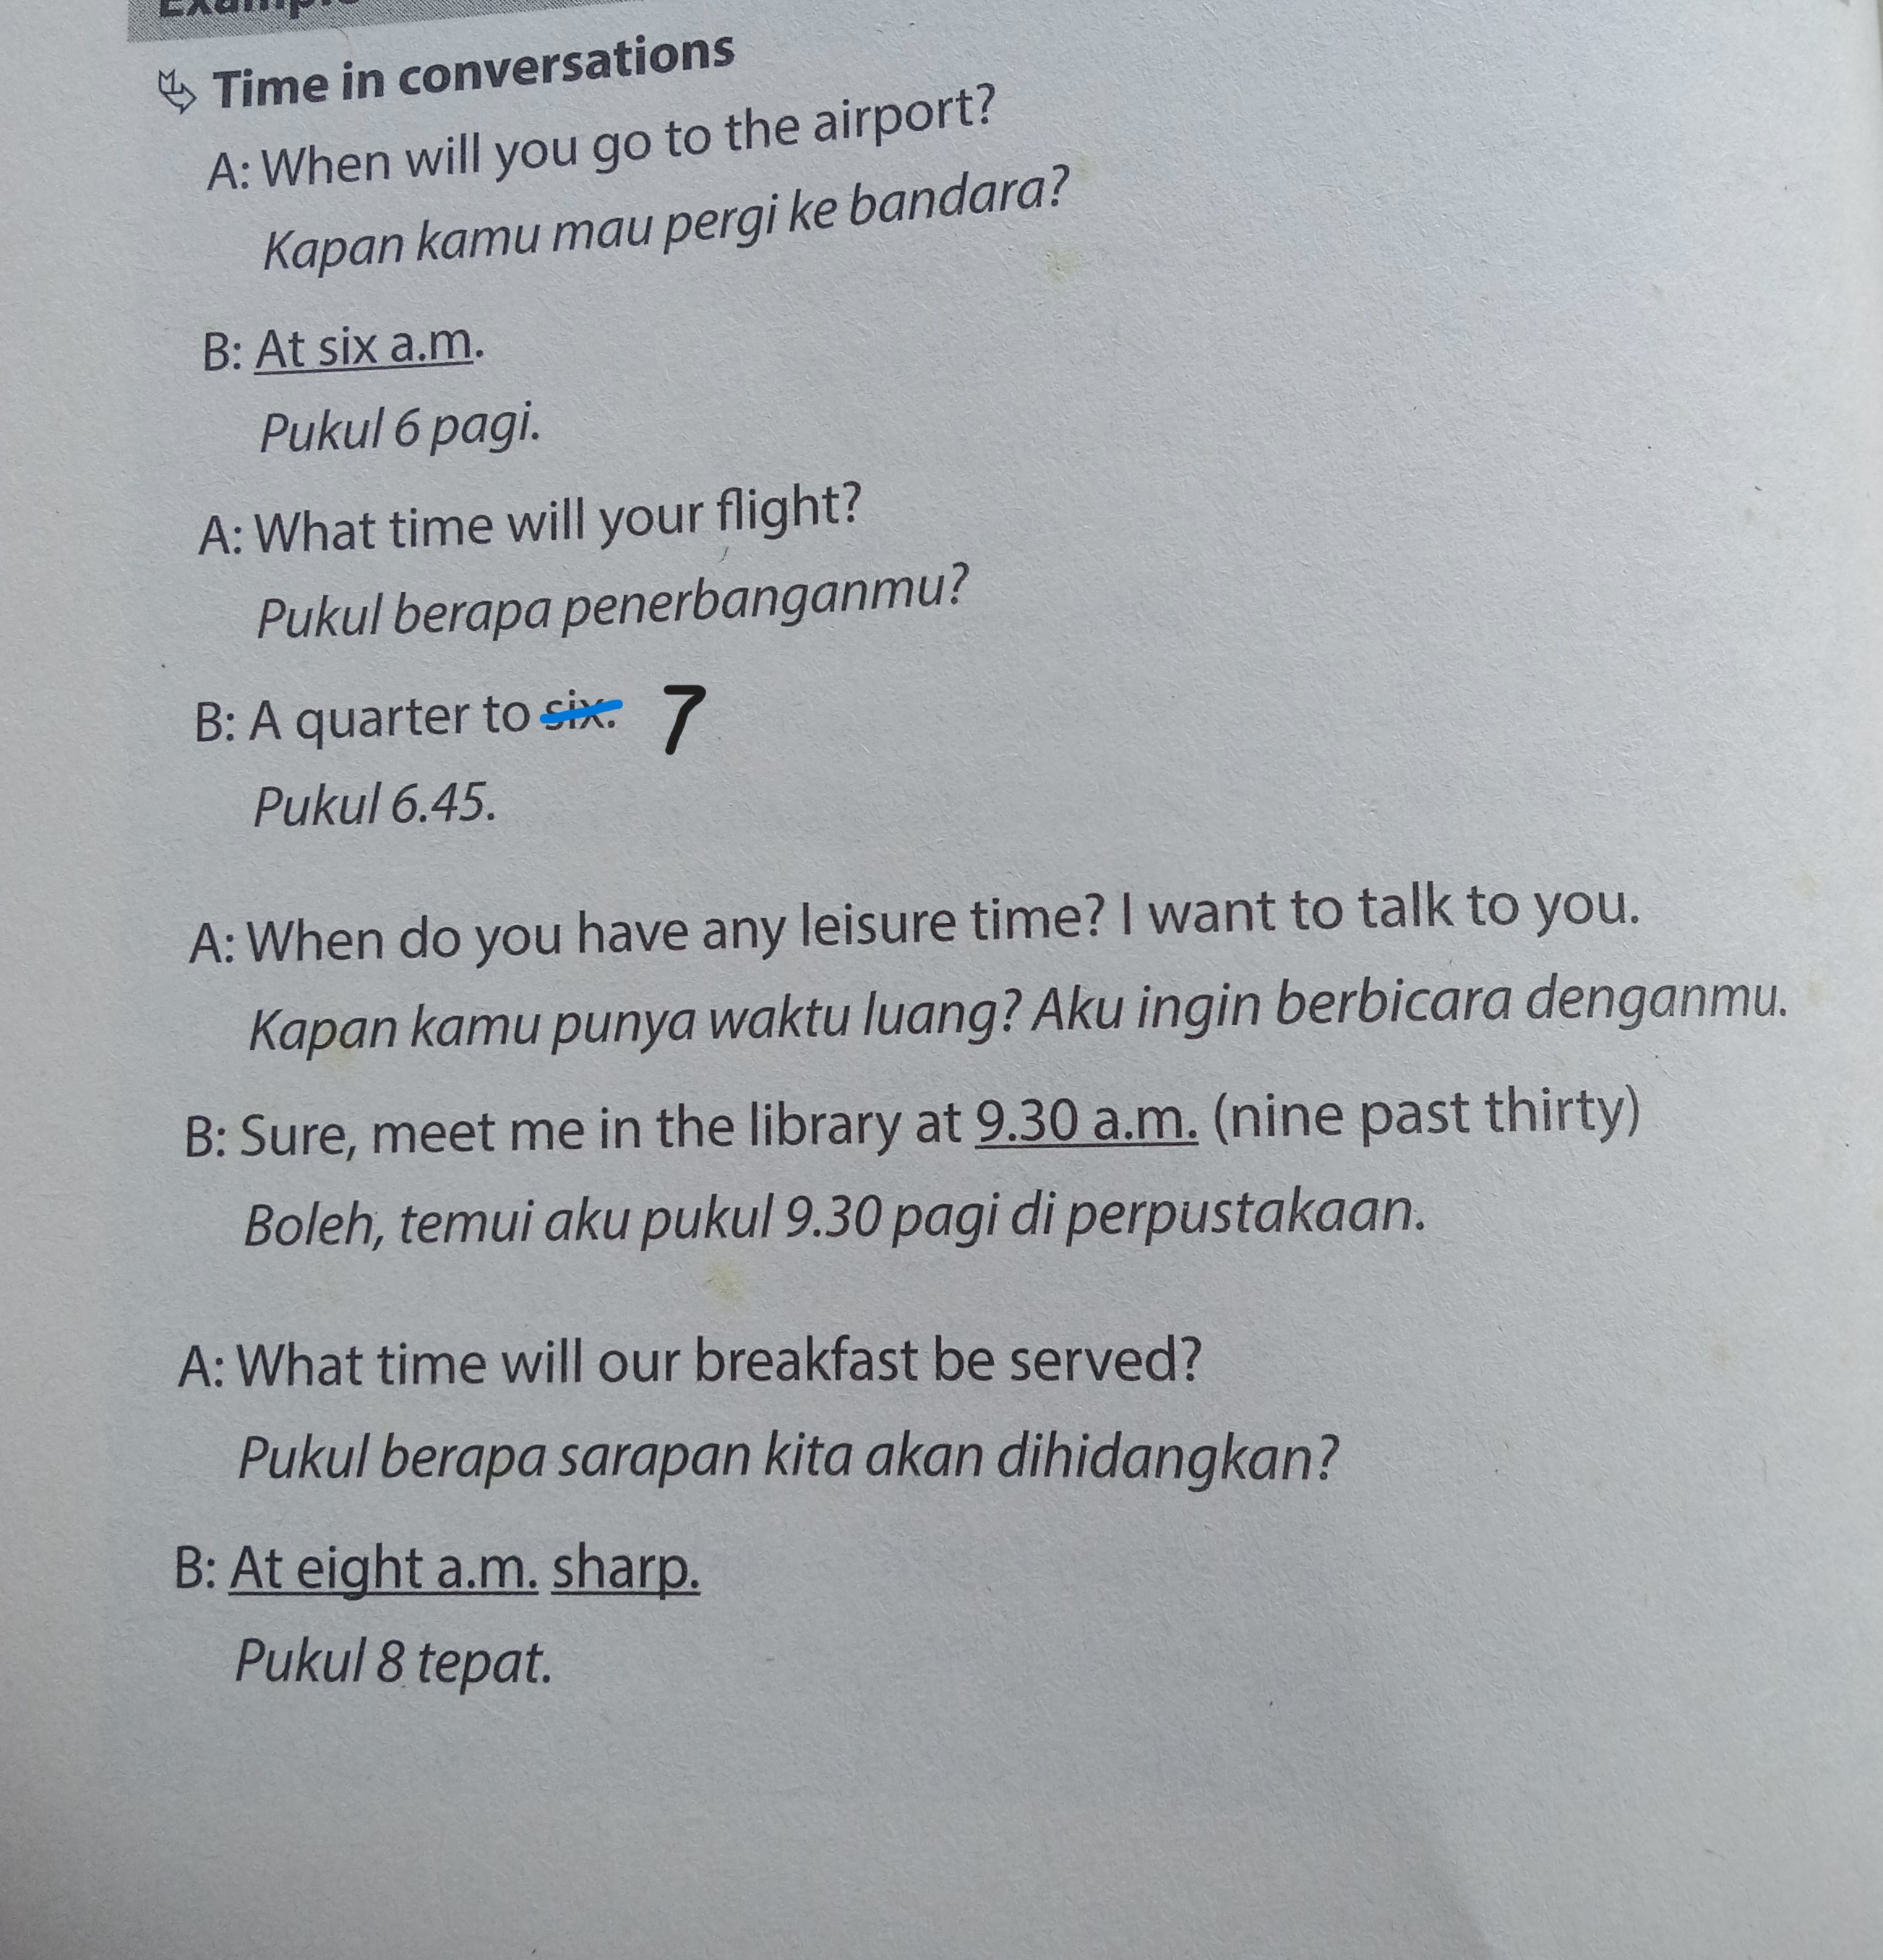 Example
Time in conversations
A: When will you go to the airport?
Kapan kamu mau pergi ke bandara?
B: At six a.m.
Pukul 6 pagi.
A: What time will your flight?
Pukul berapa penerbanganmu?
B: A quarter to six. 7
Pukul 6.45.
A: When do you have any leisure time? I want to talk to you.
Kapan kamu punya waktu luang? Aku ingin berbicara denganmu.
B: Sure, meet me in the library at 9.30 a.m. (nine past thirty)
Boleh, temui aku pukul 9.30 pagi di perpustakaan.
A: What time will our breakfast be served?
Pukul berapa sarapan kita akan dihidangkan?
B: At eight a.m. sharp.
Pukul 8 tepat.